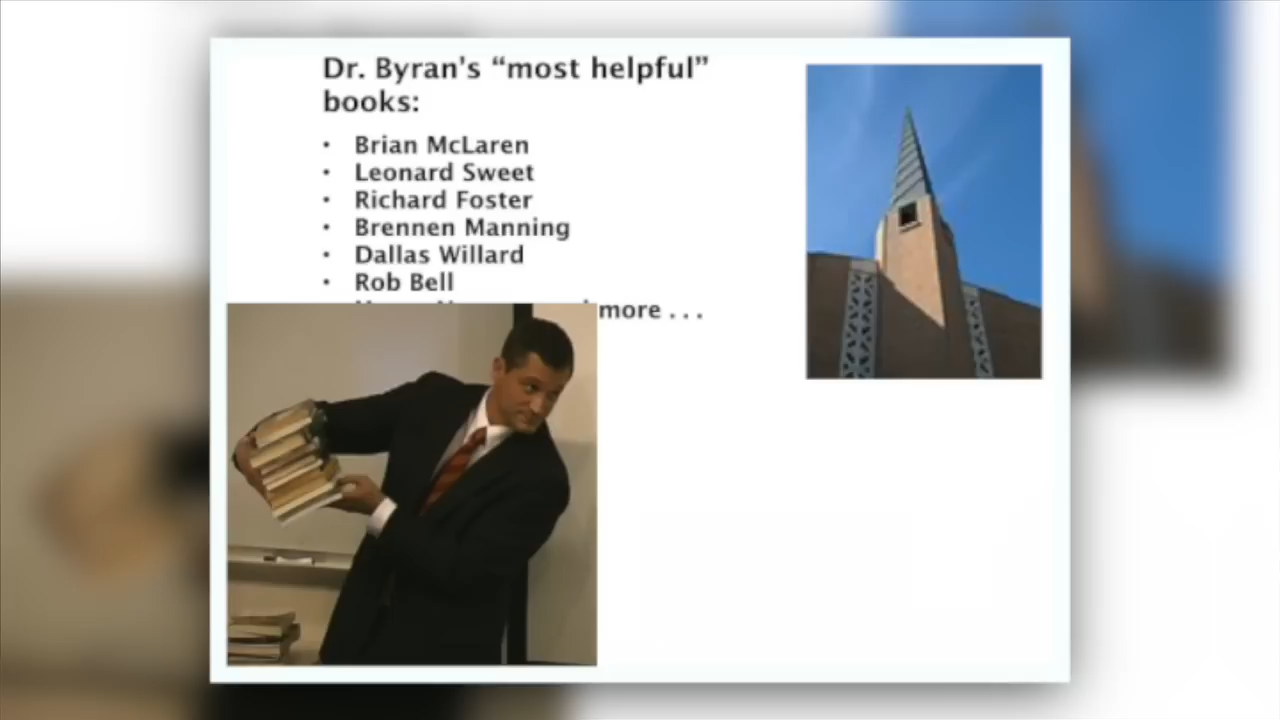 Dr. Byran's “most helpful”
books:
• Brian McLaren
• Leonard Sweet
• Richard Foster
• Brennen Manning
• Dallas Willard
• Rob Bell
more . . .